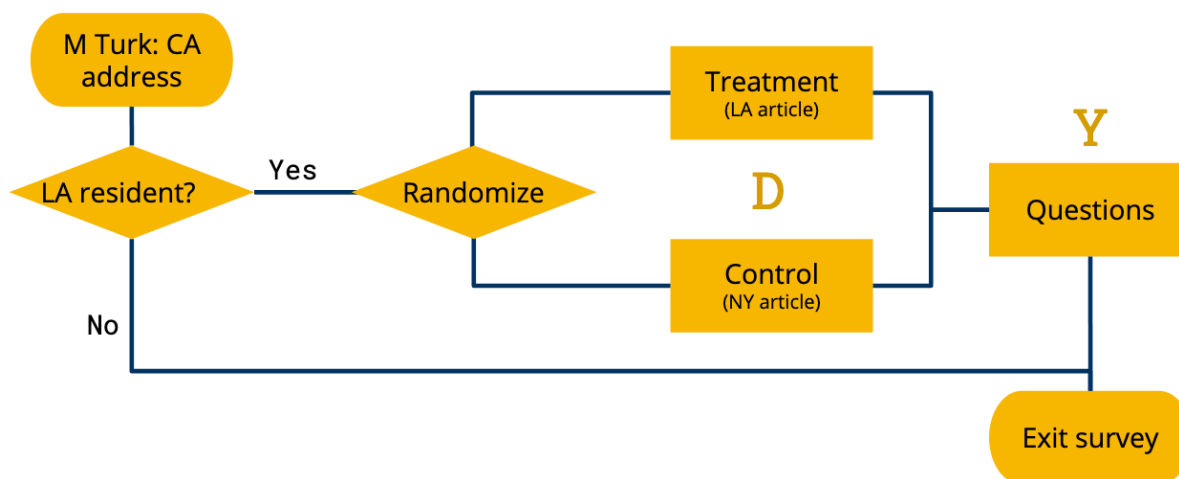 M Turk: CA
address
LA resident?
Yes
No
Randomize
Treatment
(LA article)
D
Control
(NY article)
Y
Questions
Exit survey